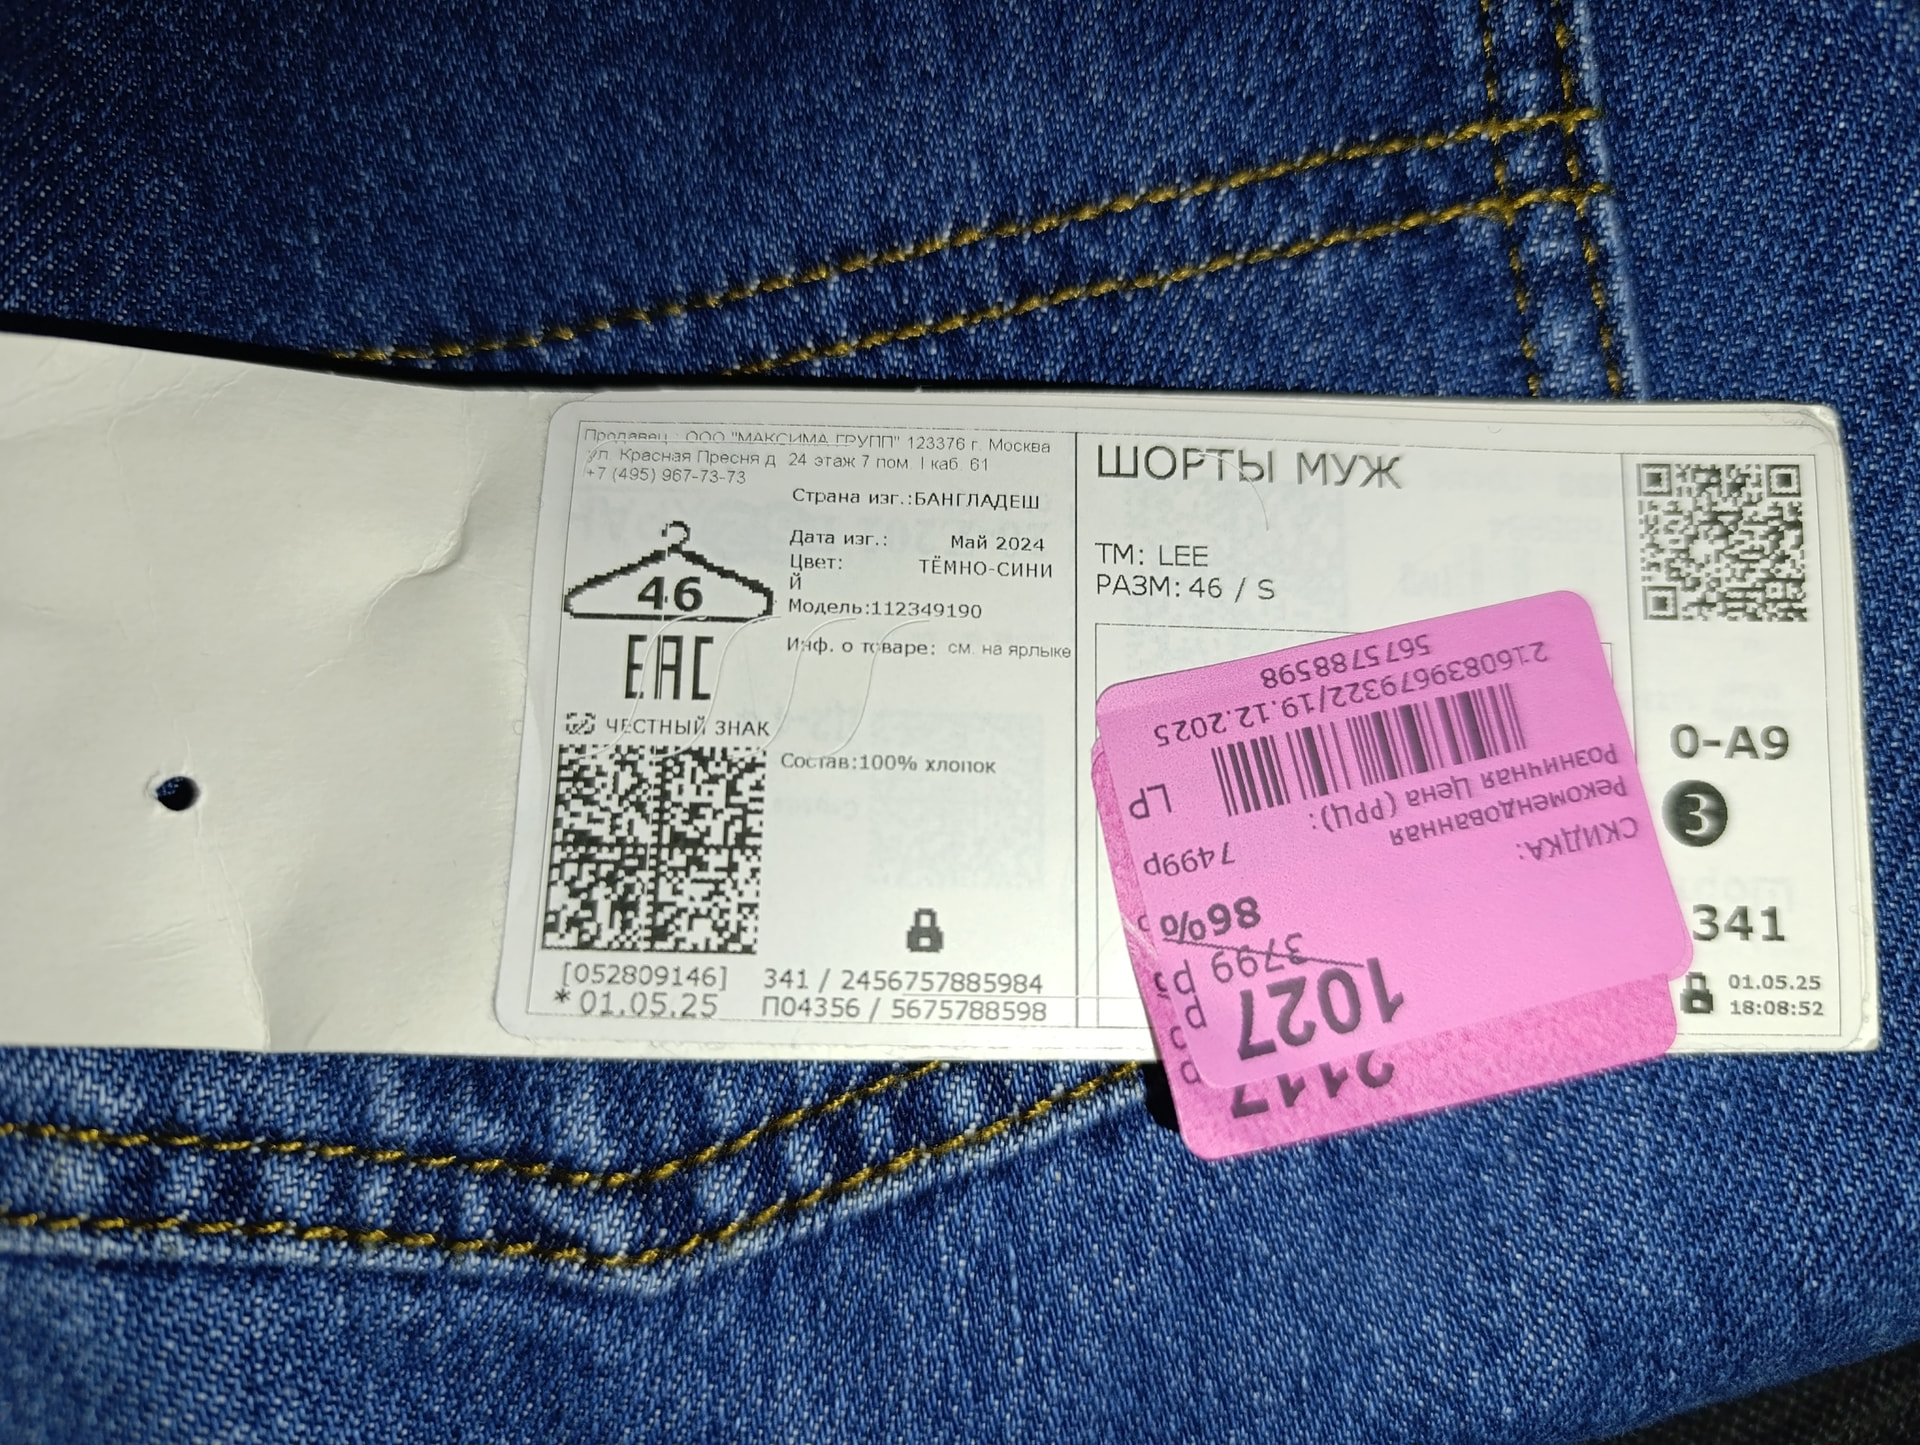 Продавец : ООО "МАКСИМА ГРУПП" 123376 г. Москва
ул. Красная Пресня д 24 этаж 7 пом. I каб. 61
+7 (495) 967-73-73
Страна изг.:БАНГЛАДЕШ
Дата изг.: Май 2024
Цвет: ТЁМНО-СИНИ
Й
Модель:112349190
Инф. о товаре: см. на ярлыке
46
EAC
ЧЕСТНЫЙ ЗНАК
Состав:100% хлопок
[052809146] 341 / 2456757885984
*01.05.25 П04356 / 5675788598
ШОРТЫ МУЖ
ТМ: LEE
РАЗМ: 46 / S
0-A9
3
341
01.05.25
18:08:52
1027
3799 р
86%
СКИДКА:
7499р
Рекомендованная
Розничная Цена (РРЦ):
LP
2160839679322/19.12.2025
5675788598
2117